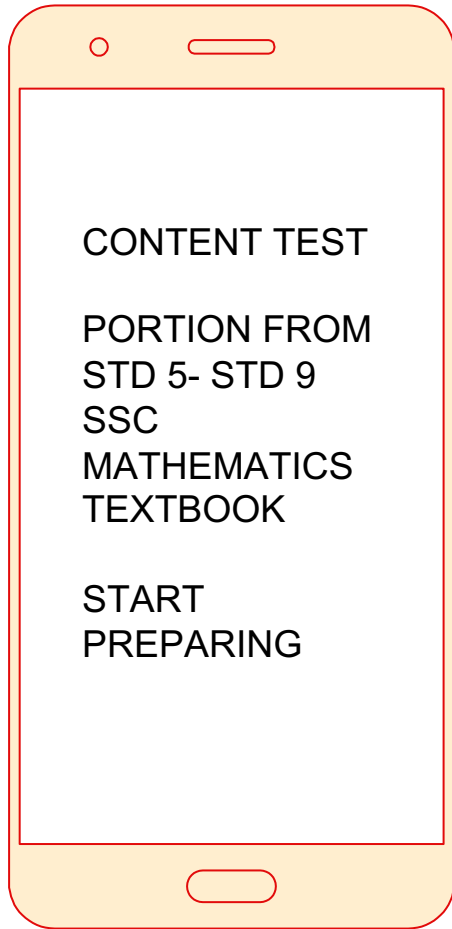 CONTENT TEST
PORTION FROM
STD 5- STD 9
SSC
MATHEMATICS
TEXTBOOK
START
PREPARING